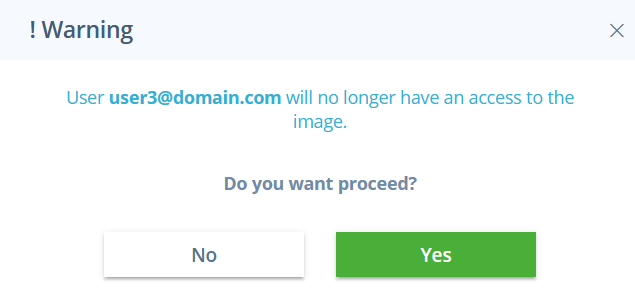 ! Warning
User user3@domain.com will no longer have an access to the
image.
Do you want proceed?
No
Yes